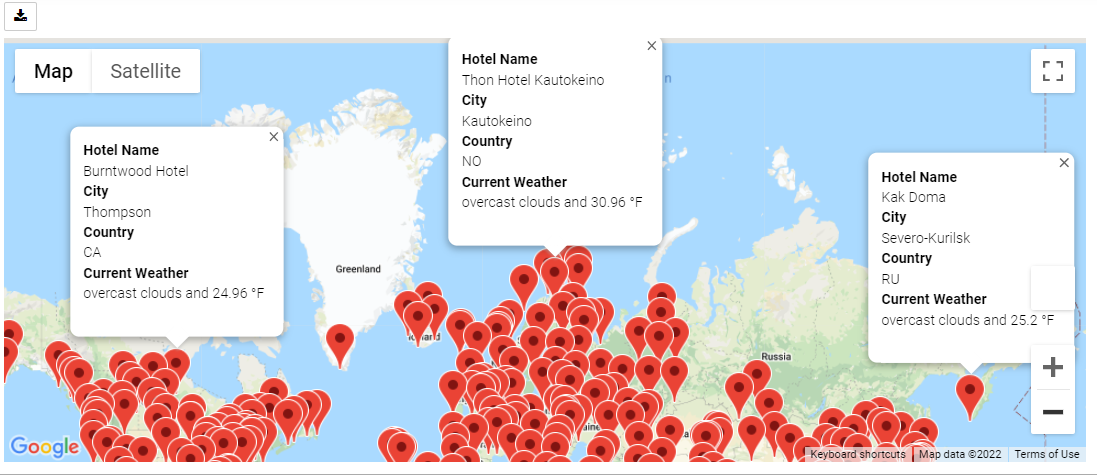 Map
Satellite
Hotel Name
Burntwood Hotel
City
Thompson
Country
CA
Current Weather
overcast clouds and 24.96 °F
Hotel Name
Thon Hotel Kautokeino
City
Kautokeino
Country
NO
Current Weather
overcast clouds and 30.96 °F
Hotel Name
Kak Doma
City
Severo-Kurilsk
Country
RU
Current Weather
overcast clouds and 25.2 °F
Greenland
Russia
Google
Keyboard shortcuts
Map data ©2022
Terms of Use